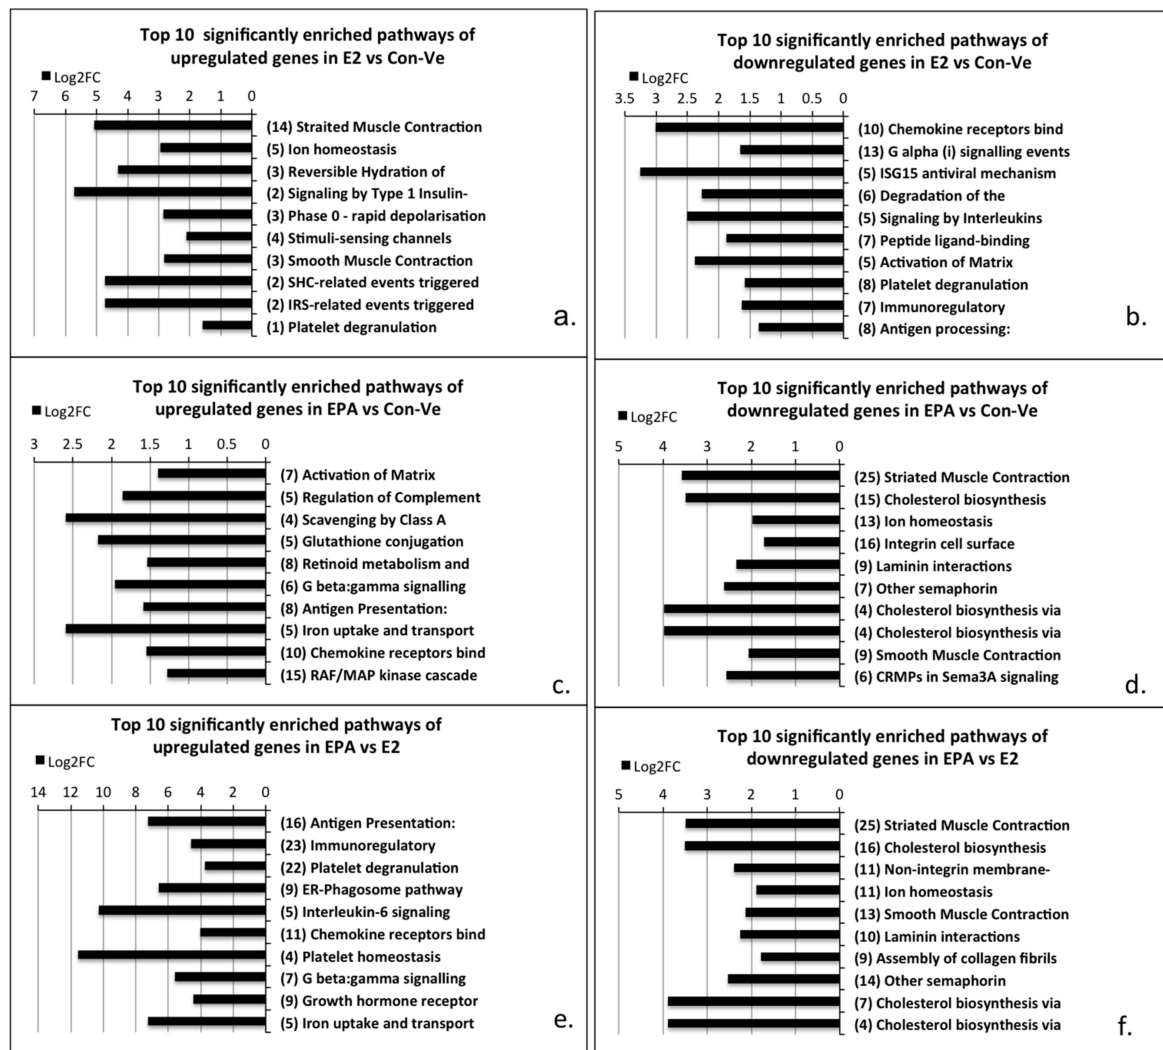 Top 10 significantly enriched pathways of
upregulated genes in E2 vs Con-Ve
Log2FC
7 6 5 4 3 2 1 0
(14) Straited Muscle Contraction
(5) Ion homeostasis
(3) Reversible Hydration of
(2) Signaling by Type 1 Insulin-
(3) Phase 0 - rapid depolarisation
(4) Stimuli-sensing channels
(3) Smooth Muscle Contraction
(2) SHC-related events triggered
(2) IRS-related events triggered
(1) Platelet degranulation
a.
Top 10 significantly enriched pathways of
downregulated genes in E2 vs Con-Ve
Log2FC
3.5 3 2.5 2 1.5 1 0.5 0
(10) Chemokine receptors bind
(13) G alpha (i) signalling events
(5) ISG15 antiviral mechanism
(6) Degradation of the
(5) Signaling by Interleukins
(7) Peptide ligand-binding
(5) Activation of Matrix
(8) Platelet degranulation
(7) Immunoregulatory
(8) Antigen processing:
b.
Top 10 significantly enriched pathways of
upregulated genes in EPA vs Con-Ve
Log2FC
3 2.5 2 1.5 1 0.5 0
(7) Activation of Matrix
(5) Regulation of Complement
(4) Scavenging by Class A
(5) Glutathione conjugation
(8) Retinoid metabolism and
(6) G beta:gamma signalling
(8) Antigen Presentation:
(5) Iron uptake and transport
(10) Chemokine receptors bind
(15) RAF/MAP kinase cascade
c.
Top 10 significantly enriched pathways of
downregulated genes in EPA vs Con-Ve
Log2FC
5 4 3 2 1 0
(25) Striated Muscle Contraction
(15) Cholesterol biosynthesis
(13) Ion homeostasis
(16) Integrin cell surface
(9) Laminin interactions
(7) Other semaphorin
(4) Cholesterol biosynthesis via
(4) Cholesterol biosynthesis via
(9) Smooth Muscle Contraction
(6) CRMPs in Sema3A signaling
d.
Top 10 significantly enriched pathways of
upregulated genes in EPA vs E2
Log2FC
14 12 10 8 6 4 2 0
(16) Antigen Presentation:
(23) Immunoregulatory
(22) Platelet degranulation
(9) ER-Phagosome pathway
(5) Interleukin-6 signaling
(11) Chemokine receptors bind
(4) Platelet homeostasis
(7) G beta:gamma signalling
(9) Growth hormone receptor
(5) Iron uptake and transport
e.
Top 10 significantly enriched pathways of
downregulated genes in EPA vs E2
Log2FC
5 4 3 2 1 0
(25) Striated Muscle Contraction
(16) Cholesterol biosynthesis
(11) Non-integrin membrane-
(11) Ion homeostasis
(13) Smooth Muscle Contraction
(10) Laminin interactions
(9) Assembly of collagen fibrils
(14) Other semaphorin
(7) Cholesterol biosynthesis via
(4) Cholesterol biosynthesis via
f.